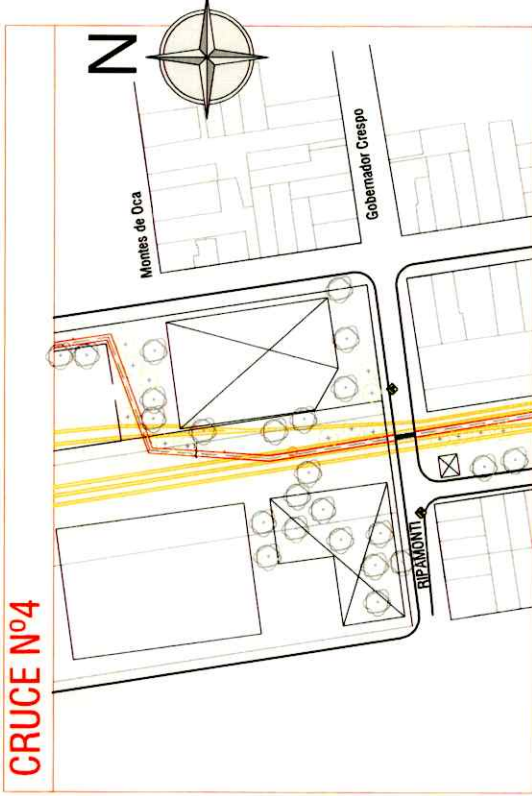 CRUCE Nº4
N
Montes de Oca
Gobernador Crespo
RIPAMONTI